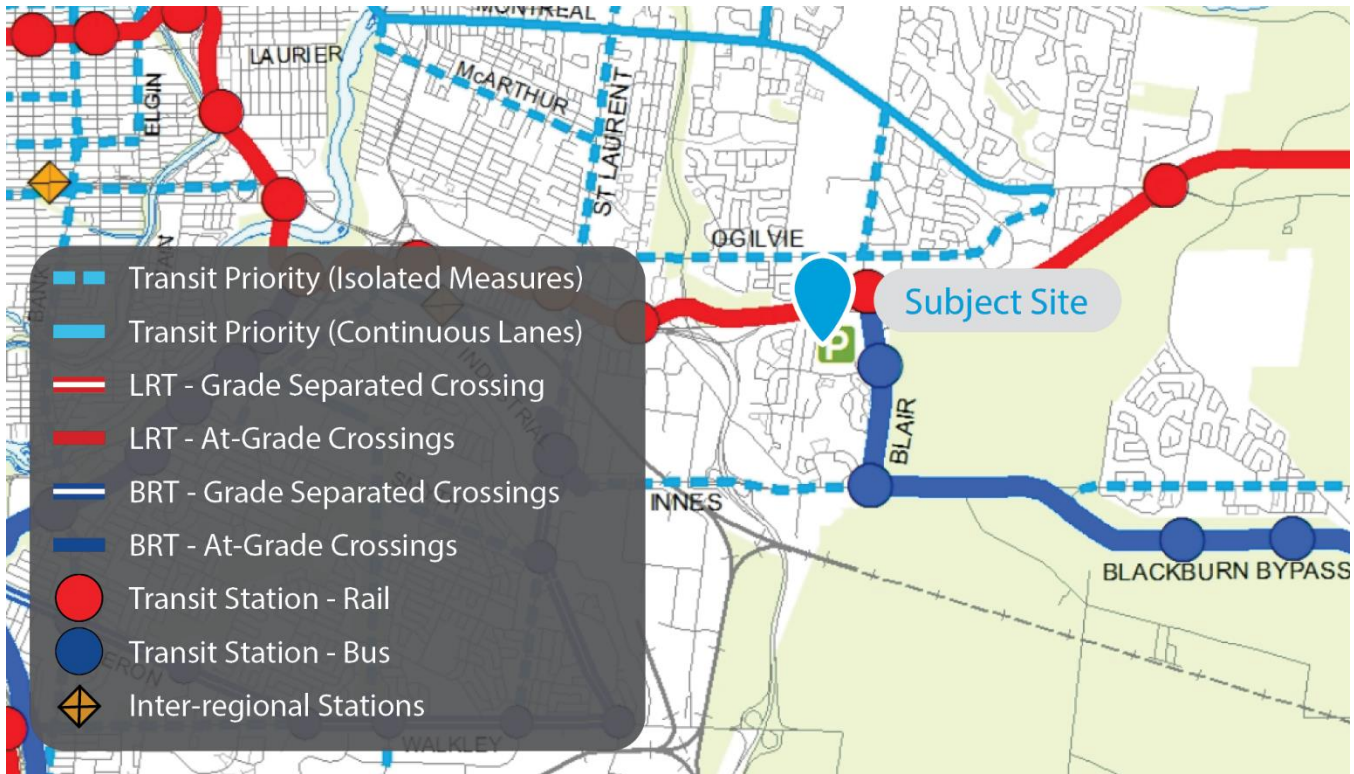 MONTREAL
LAURIER
McARTHUR
ELGIN
ST LAURENT
OGILVIE
Subject Site
P
BANK
Transit Priority (Isolated Measures)
Transit Priority (Continuous Lanes)
LRT - Grade Separated Crossing
LRT - At-Grade Crossings
BRT - Grade Separated Crossings
BRT - At-Grade Crossings
Transit Station - Rail
Transit Station - Bus
Inter-regional Stations
INDUSTRIAL
BLAIR
INNES
BLACKBURN BYPASS
WALKLEY